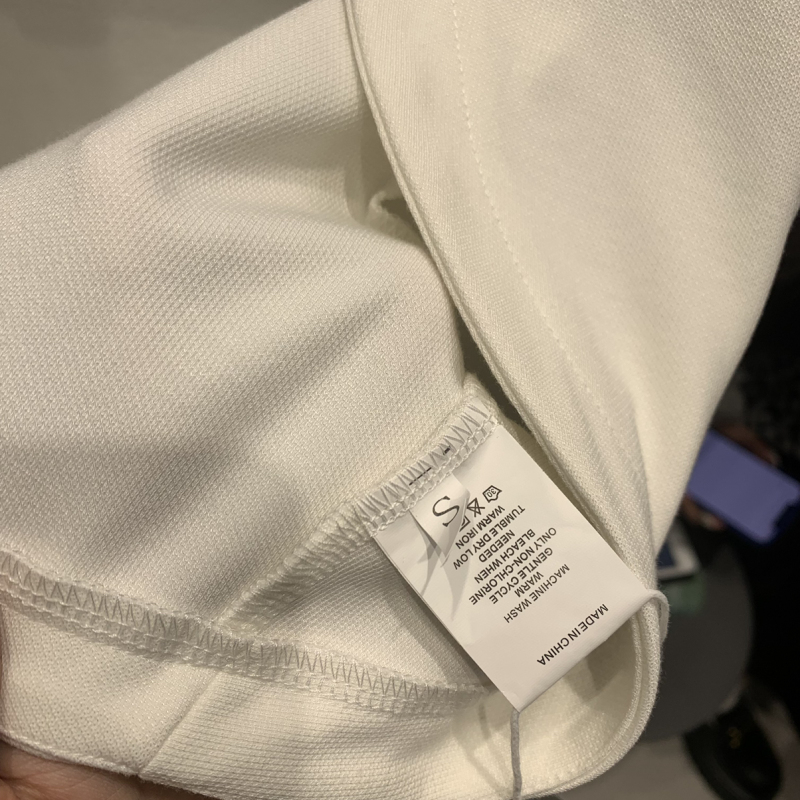 MADE IN CHINA
MACHINE WASH
WARM
GENTLE CYCLE
ONLY NON-CHLORINE
BLEACH WHEN
NEEDED
TUMBLE DRY LOW
WARM IRON
30
S